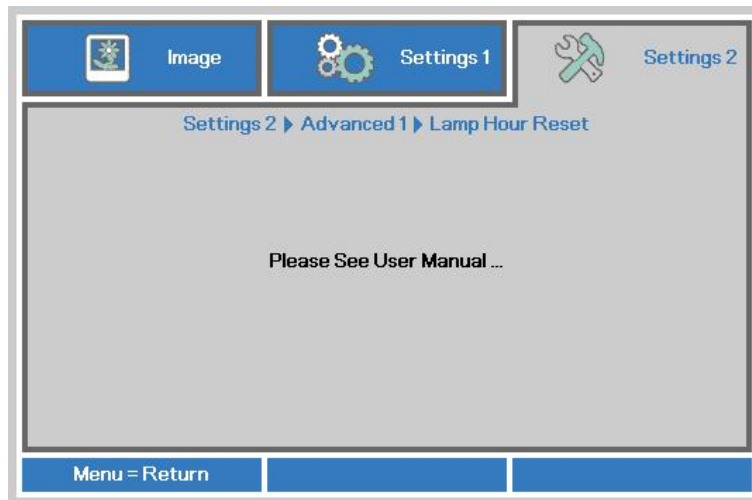 Image
Settings 1
Settings 2
Settings 2 ▶ Advanced 1 ▶ Lamp Hour Reset
Please See User Manual ...
Menu = Return